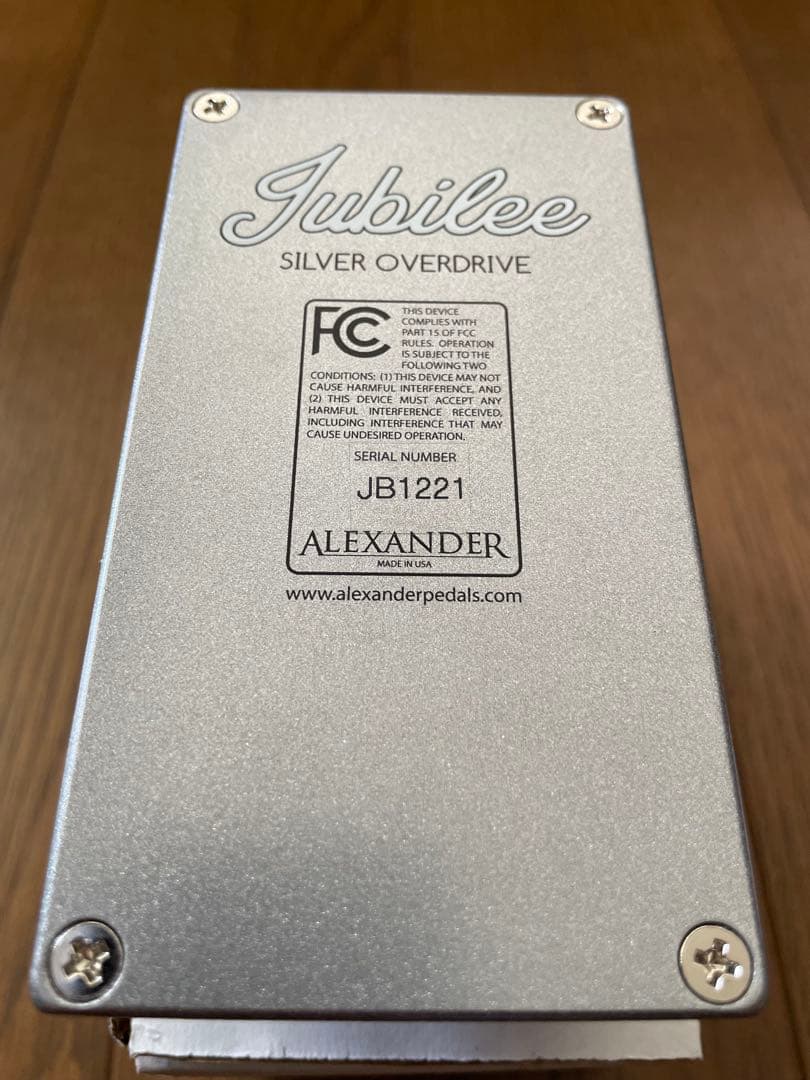 Jubilee
SILVER OVERDRIVE
FC
THIS DEVICE
COMPLIES WITH
PART 15 OF FCC
RULES. OPERATION
IS SUBJECT TO THE
FOLLOWING TWO
CONDITIONS: (1) THIS DEVICE MAY NOT
CAUSE HARMFUL INTERFERENCE, AND
(2) THIS DEVICE MUST ACCEPT ANY
HARMFUL INTERFERENCE RECEIVED,
INCLUDING INTERFERENCE THAT MAY
CAUSE UNDESIRED OPERATION.
SERIAL NUMBER
JB1221
ALEXANDER
MADE IN USA
www.alexanderpedals.com